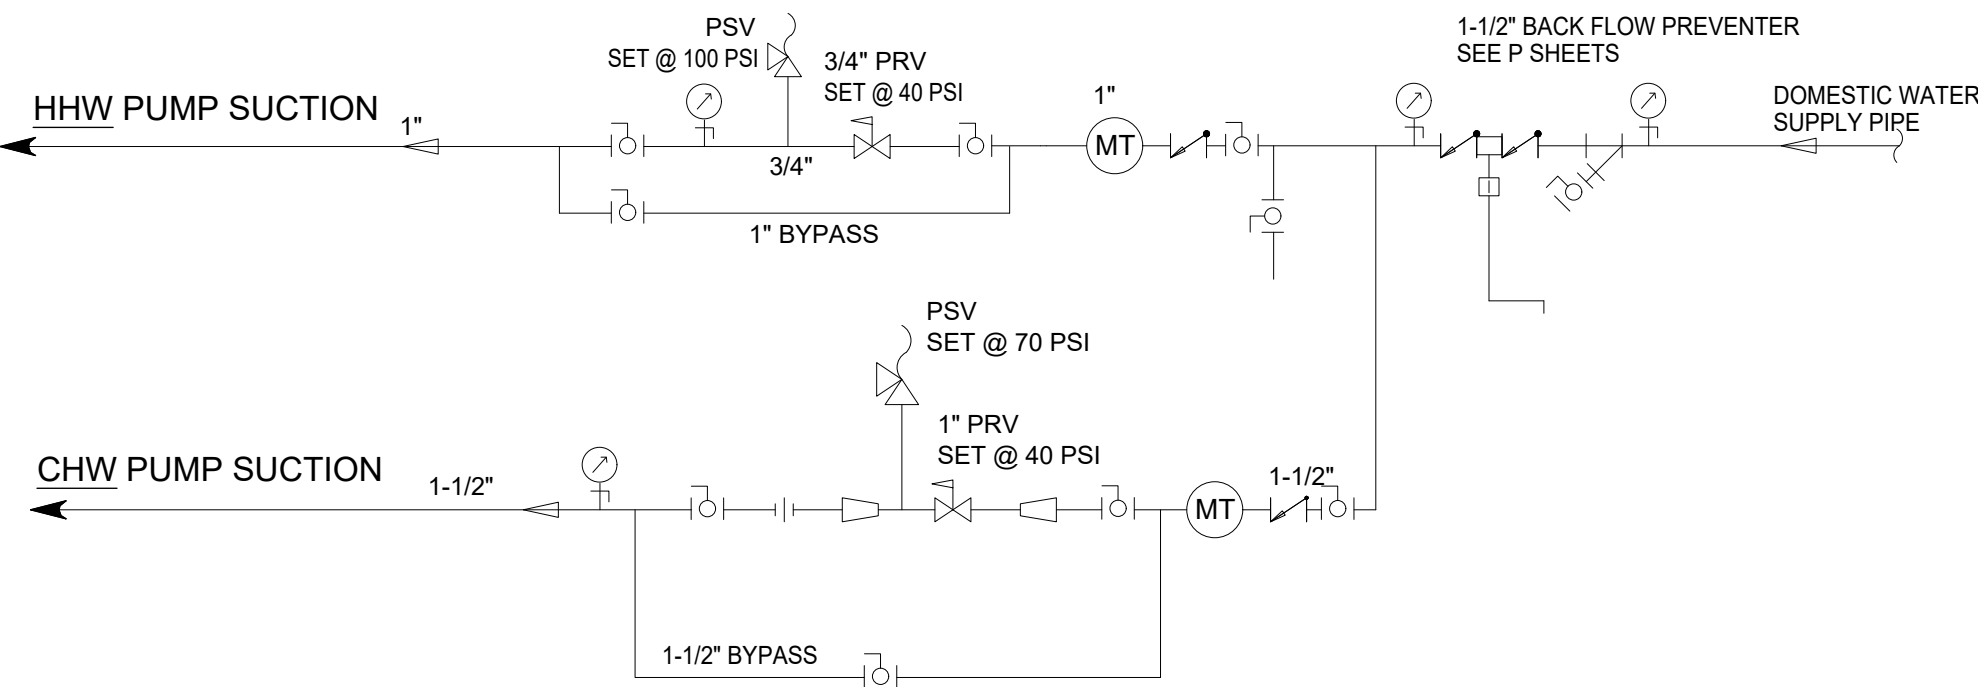 PSV
SET @ 100 PSI
3/4" PRV
SET @ 40 PSI
1-1/2" BACK FLOW PREVENTER
SEE P SHEETS
HHW PUMP SUCTION
1"
3/4"
1"
MT
DOMESTIC WATER
SUPPLY PIPE
1" BYPASS
PSV
SET @ 70 PSI
1" PRV
SET @ 40 PSI
CHW PUMP SUCTION
1-1/2"
MT
1-1/2"
1-1/2" BYPASS